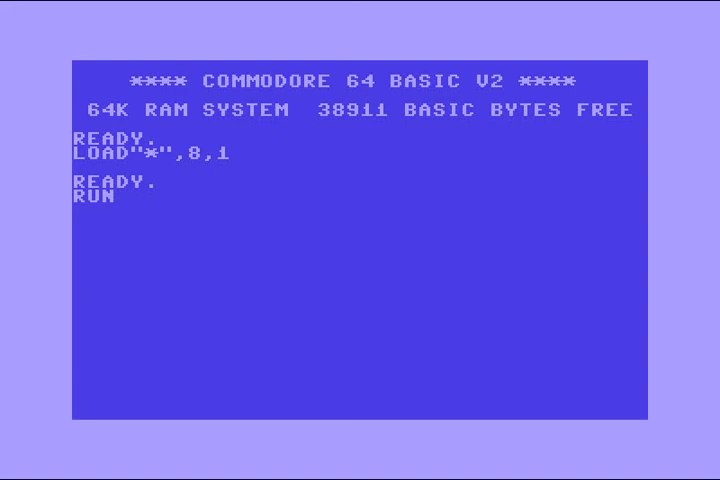 **** COMMODORE 64 BASIC V2 ****
64K RAM SYSTEM  38911 BASIC BYTES FREE
READY.
LOAD"*",8,1
READY.
RUN